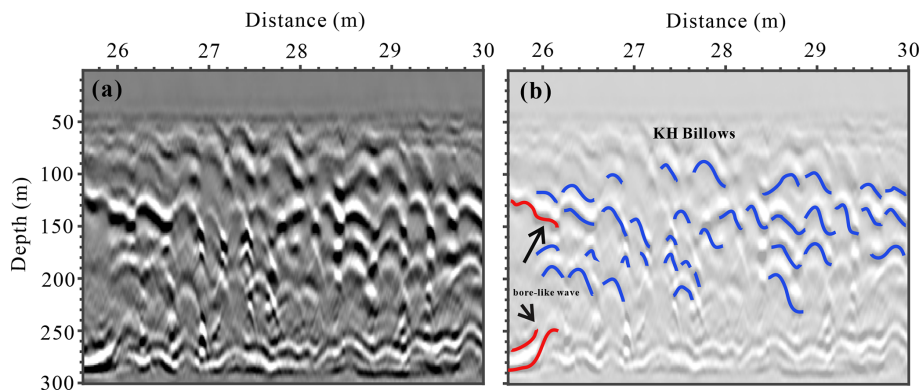 Distance (m)
26 27 28 29 30
Depth (m)
50
100
150
200
250
300
(a)
Distance (m)
26 27 28 29 30
(b)
KH Billows
bore-like wave